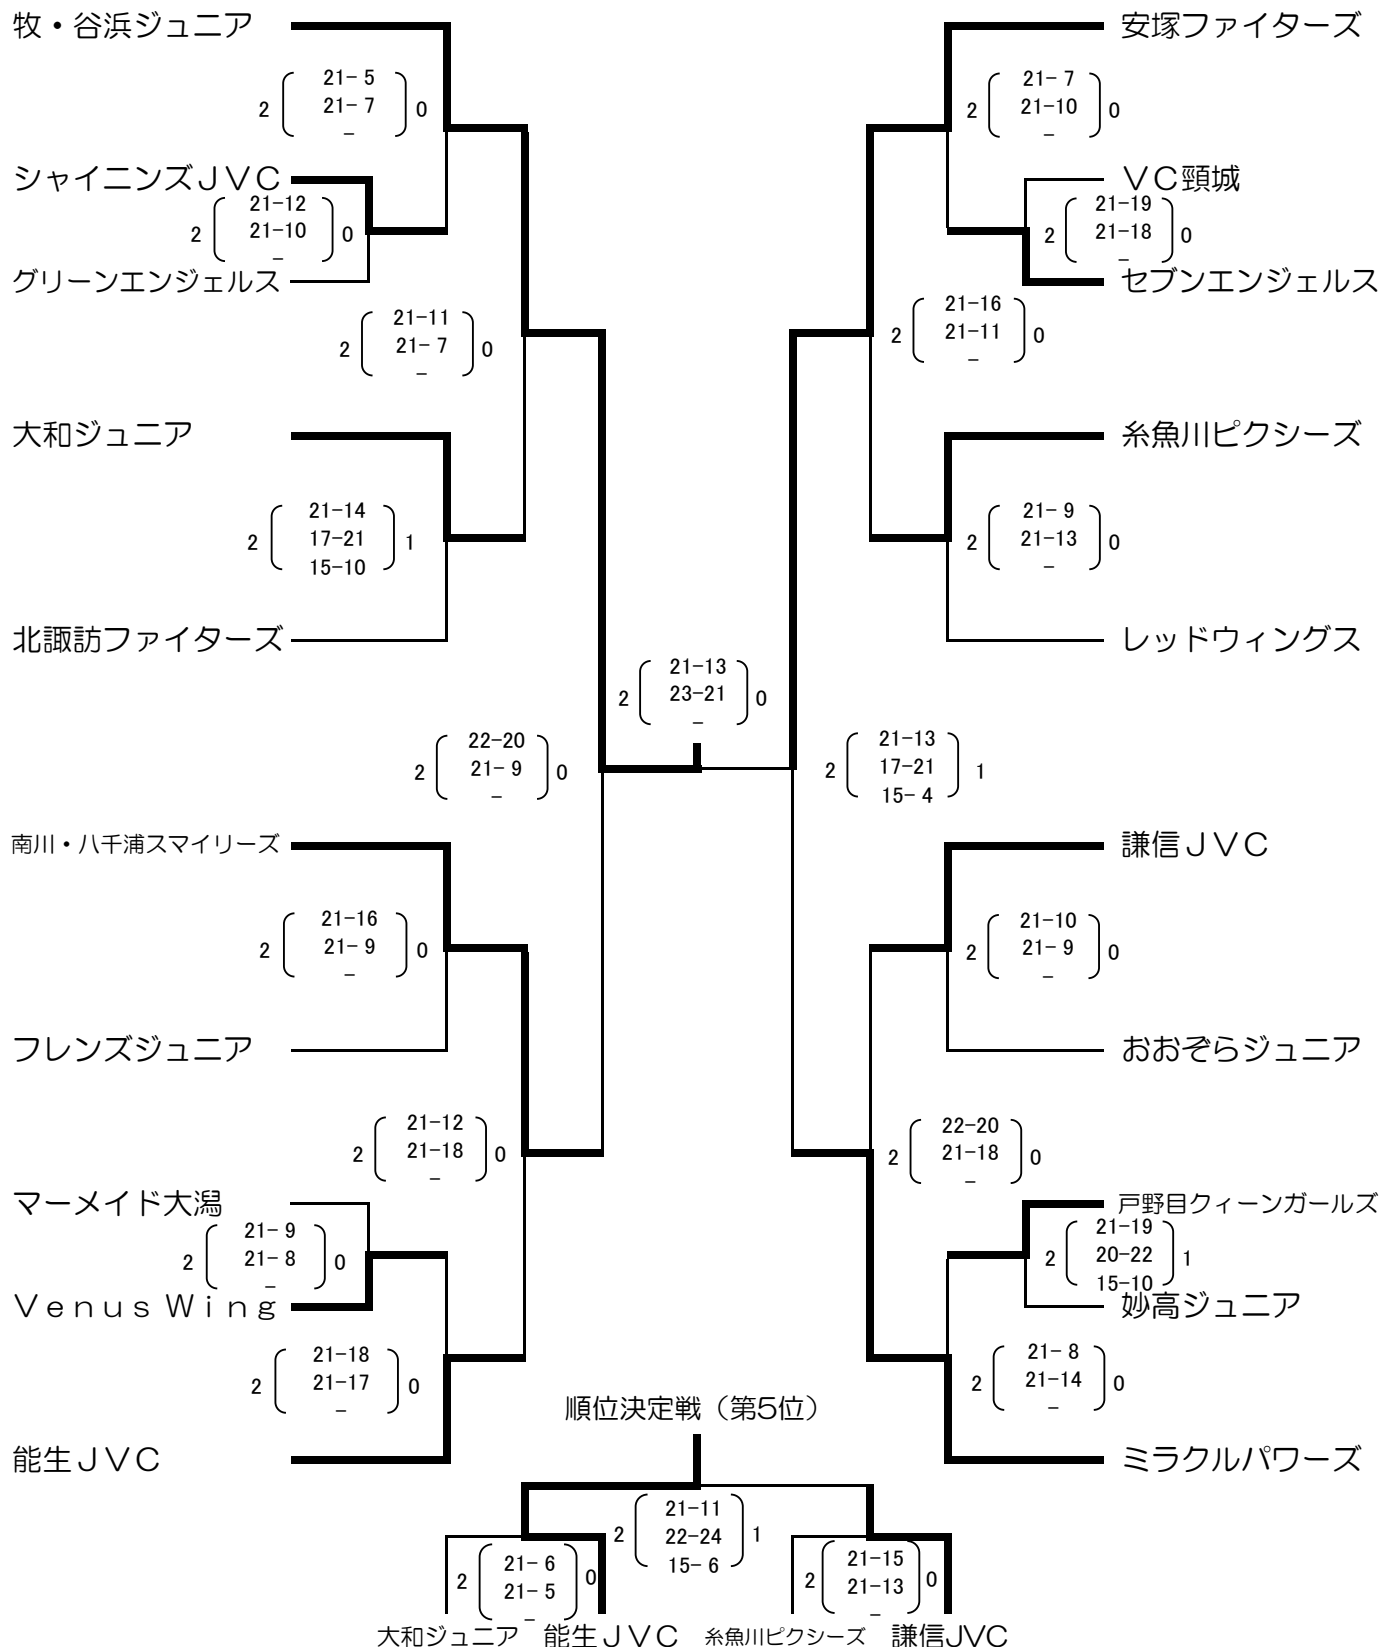 牧・谷浜ジュニア
21- 5
2 21- 7 0
-
シャイニンズJVC
21-12
2 21-10 0
-
グリーンエンジェルス
21-11
2 21- 7 0
-
大和ジュニア
21-14
2 17-21 1
15-10
北諏訪ファイターズ
22-20
2 21- 9 0
-
南川・八千浦スマイリーズ
21-16
2 21- 9 0
-
フレンズジュニア
21-12
2 21-18 0
-
マーメイド大潟
21- 9
2 21- 8 0
-
Venus Wing
21-18
2 21-17 0
-
能生JVC
21-13
2 23-21 0
-
安塚ファイターズ
21- 7
2 21-10 0
-
VC頸城
21-19
2 21-18 0
-
セブンエンジェルス
21-16
2 21-11 0
-
糸魚川ピクシーズ
21- 9
2 21-13 0
-
レッドウィングス
21-13
2 17-21 1
15- 4
謙信JVC
21-10
2 21- 9 0
-
おおぞらジュニア
22-20
2 21-18 0
-
戸野目クィーンガールズ
21-19
2 20-22 1
15-10
妙高ジュニア
21- 8
2 21-14 0
-
ミラクルパワーズ
順位決定戦（第5位）
21-11
2 22-24 1
15- 6
21- 6
2 21- 5 0
-
21-15
2 21-13 0
-
大和ジュニア 能生JVC 糸魚川ピクシーズ 謙信JVC